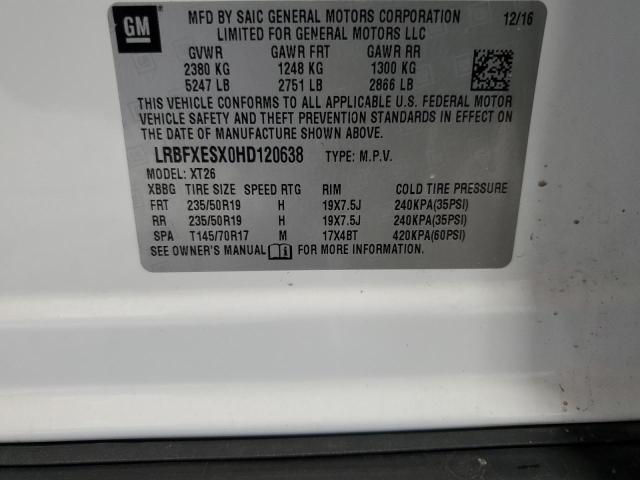 GM
MFD BY SAIC GENERAL MOTORS CORPORATION 12/16
LIMITED FOR GENERAL MOTORS LLC
GVWR GAWR FRT GAWR RR
2380 KG 1248 KG 1300 KG
5247 LB 2751 LB 2866 LB
THIS VEHICLE CONFORMS TO ALL APPLICABLE U.S. FEDERAL MOTOR
VEHICLE SAFETY AND THEFT PREVENTION STANDARDS IN EFFECT
ON THE DATE OF MANUFACTURE SHOWN ABOVE.
LRBFXESX0HD120638 TYPE: M.P.V.
MODEL: XT26
XBBG TIRE SIZE SPEED RTG RIM COLD TIRE PRESSURE
FRT 235/50R19 H 19X7.5J 240KPA(35PSI)
RR 235/50R19 H 19X7.5J 240KPA(35PSI)
SPA T145/70R17 M 17X4BT 420KPA(60PSI)
SEE OWNER'S MANUAL FOR MORE INFORMATION.